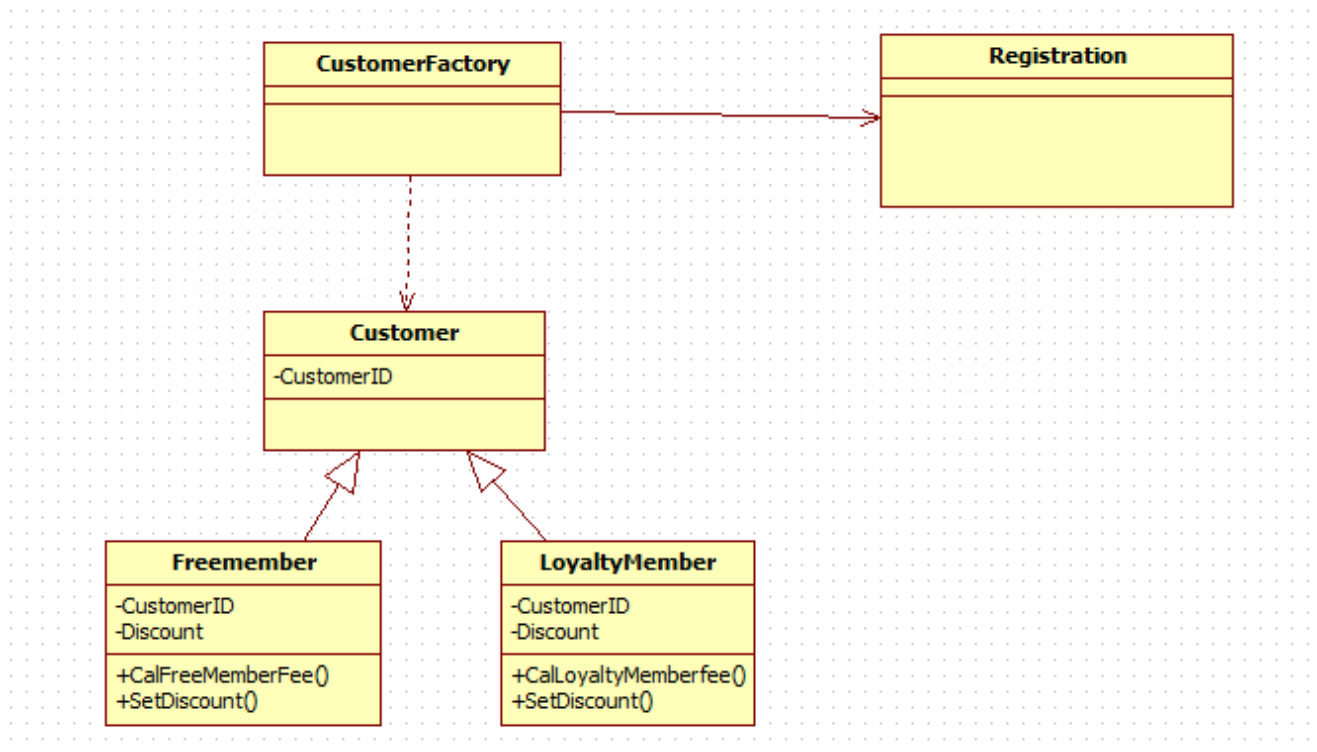 CustomerFactory
Registration
Customer
-CustomerID
Freemember
-CustomerID
-Discount
+CalFreeMemberFee()
+SetDiscount()
LoyaltyMember
-CustomerID
-Discount
+CalLoyaltyMemberfee()
+SetDiscount()